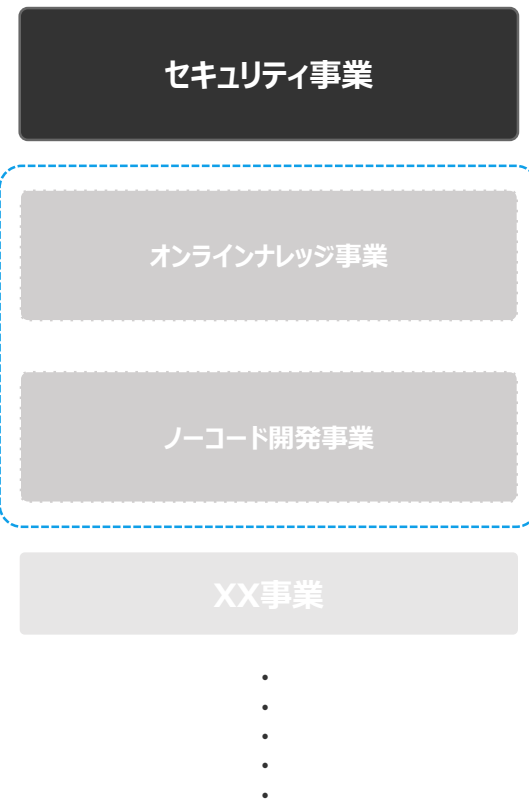 セキュリティ事業
オンラインナレッジ事業
ノーコード開発事業
XX事業